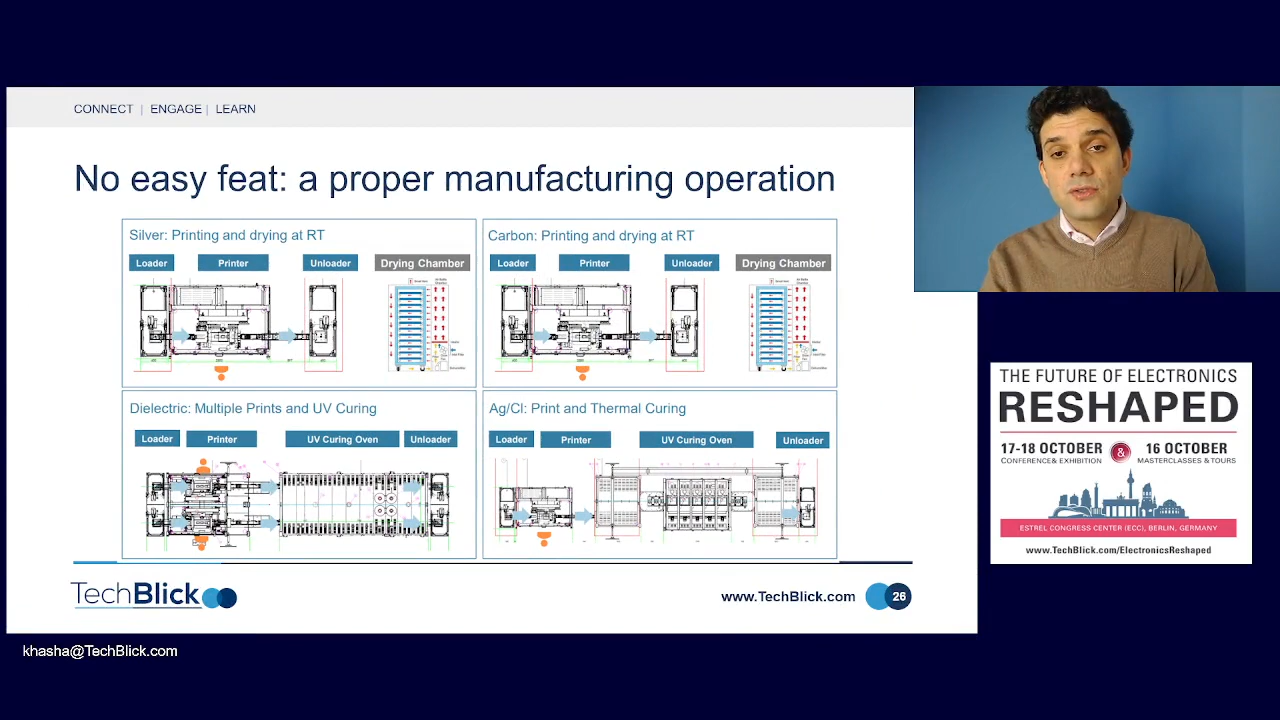 CONNECT | ENGAGE | LEARN
No easy feat: a proper manufacturing operation
Silver: Printing and drying at RT
Loader Printer Unloader Drying Chamber
Carbon: Printing and drying at RT
Loader Printer Unloader Drying Chamber
Dielectric: Multiple Prints and UV Curing
Loader Printer UV Curing Oven Unloader
Ag/Cl: Print and Thermal Curing
Loader Printer UV Curing Oven Unloader
TechBlick
www.TechBlick.com 26
khasha@TechBlick.com
THE FUTURE OF ELECTRONICS
RESHAPED
17-18 OCTOBER & 16 OCTOBER
CONFERENCE& EXHIBITION MASTERCLASSES & TOURS
ESTREL CONGRESS CENTER (ECC), BERLIN, GERMANY
www.TechBlick.com/ElectronicsReshaped